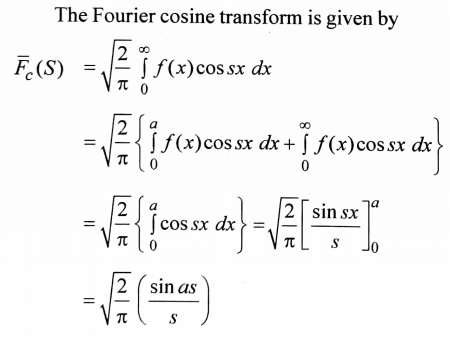 The Fourier cosine transform is given by
F̅c(S) = √(2/π) ∫₀^∞ f(x) cos sx dx
= √(2/π) { ∫₀^a f(x) cos sx dx + ∫₀^∞ f(x) cos sx dx }
= √(2/π) { ∫₀^a cos sx dx } = √(2/π) [ sin sx / s ]₀^a
= √(2/π) ( sin as / s )